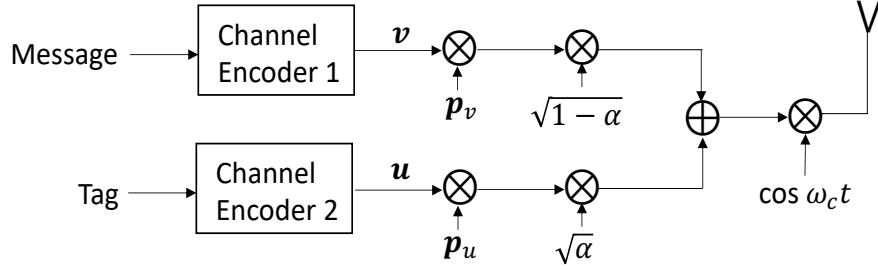 Message
Channel
Encoder 1
v
p_v
√(1 − α)
cos ω_c t
Tag
Channel
Encoder 2
u
p_u
√α